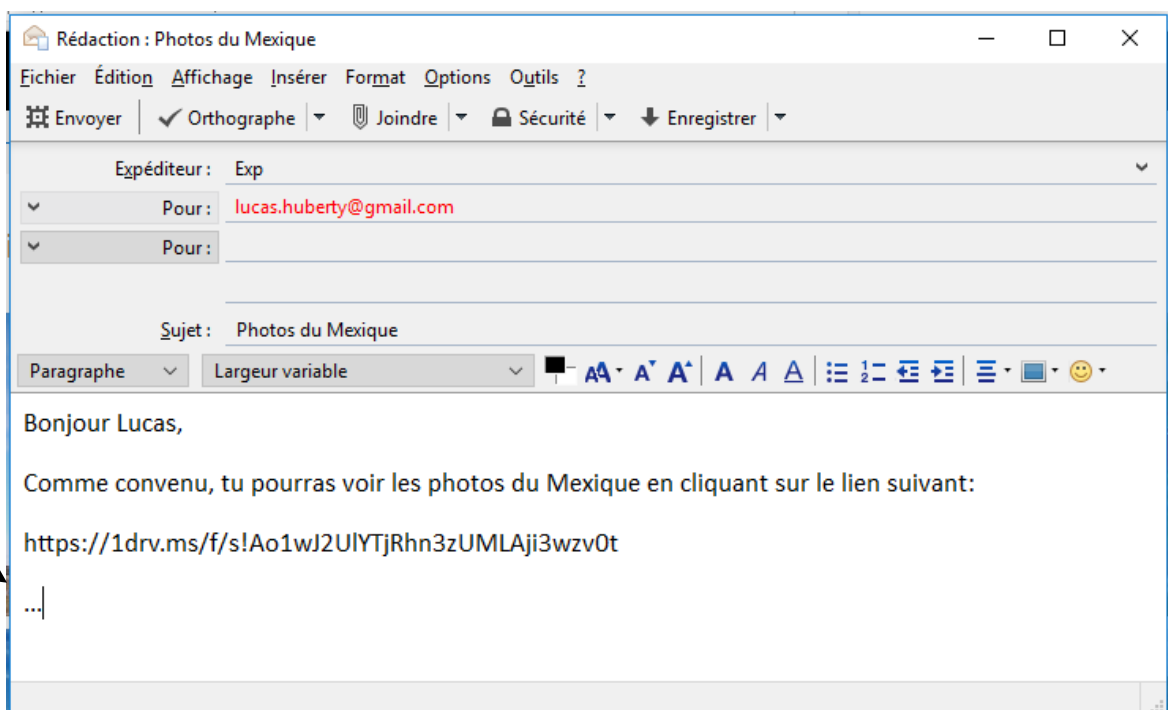 Rédaction : Photos du Mexique
Fichier Édition Affichage Insérer Format Options Outils ?
Envoyer Orthographe Joindre Sécurité Enregistrer
Expéditeur : Exp
Pour : lucas.huberty@gmail.com
Pour :
Sujet : Photos du Mexique
Paragraphe Largeur variable
Bonjour Lucas,
Comme convenu, tu pourras voir les photos du Mexique en cliquant sur le lien suivant:
https://1drv.ms/f/s!Ao1wJ2UlYTjRhn3zUMLAji3wzv0t
...